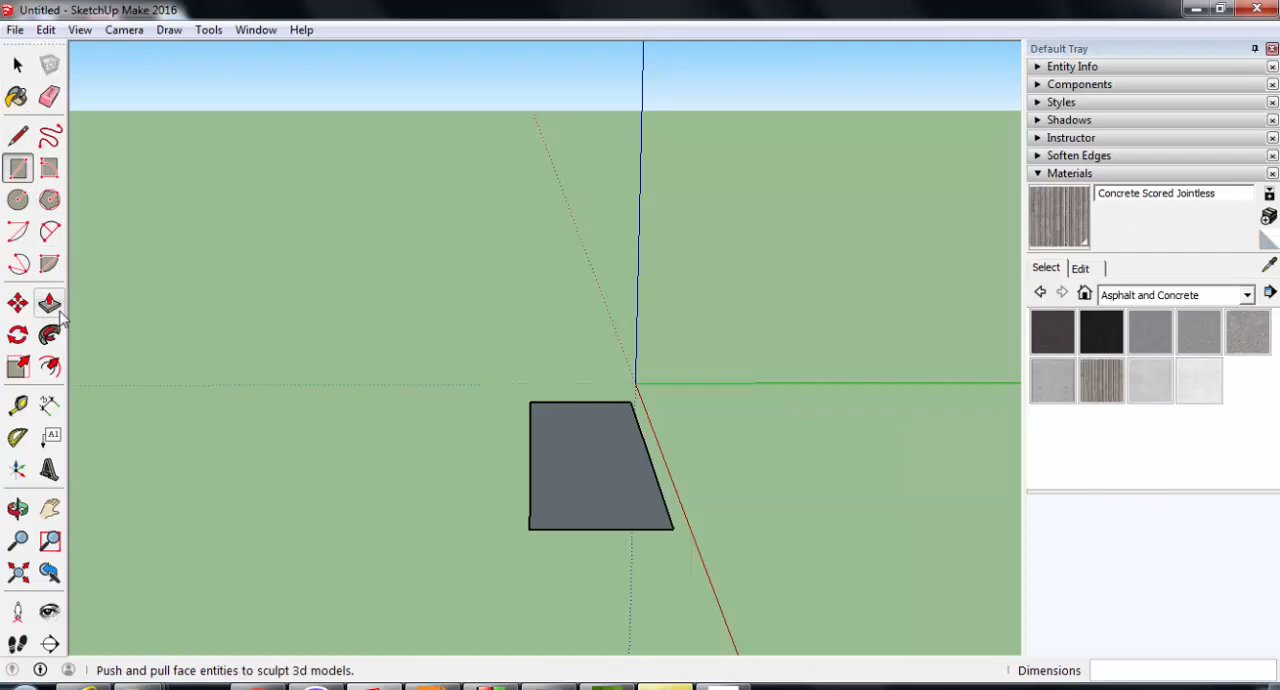 Untitled - SketchUp Make 2016
File Edit View Camera Draw Tools Window Help
Default Tray
Entity Info
Components
Styles
Shadows
Instructor
Soften Edges
Materials
Concrete Scored Jointless
Select Edit
Asphalt and Concrete
A1
Push and pull face entities to sculpt 3d models.
Dimensions